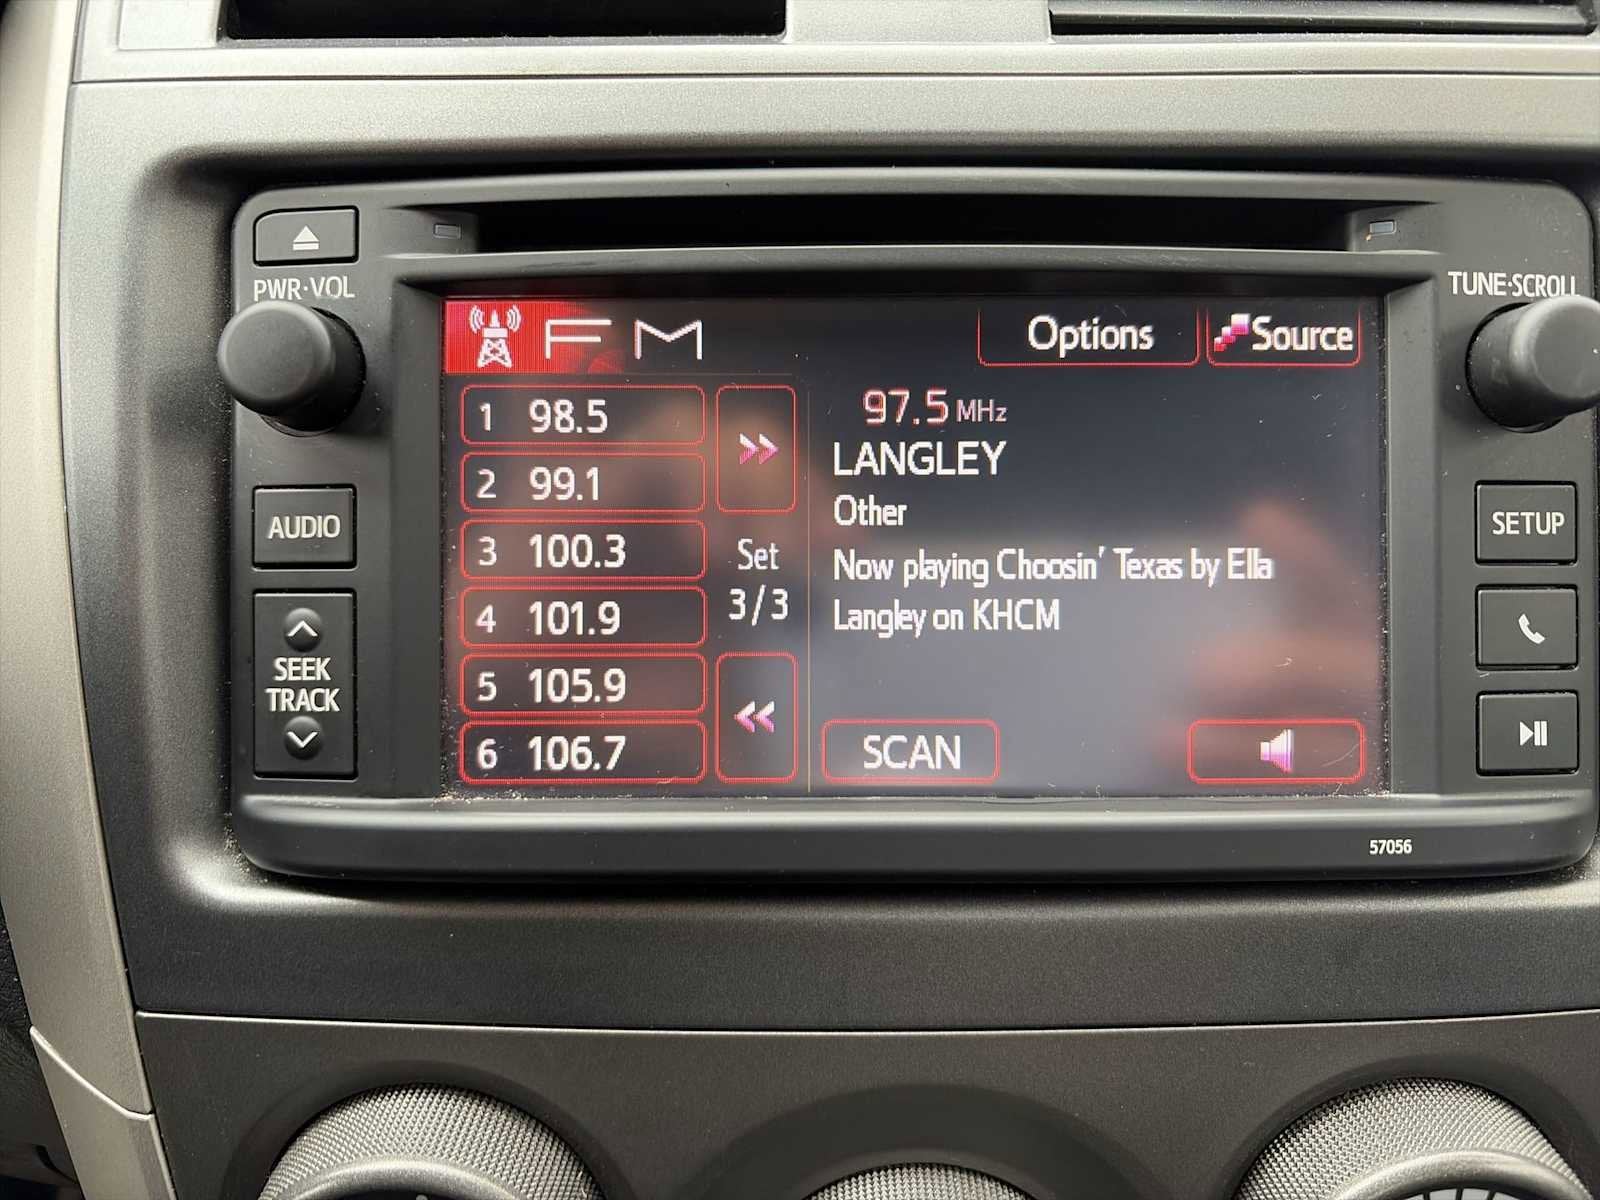 PWR·VOL
TUNE·SCROLL
FM
Options
Source
1 98.5
2 99.1
3 100.3
4 101.9
5 105.9
6 106.7
Set
3/3
97.5 MHz
LANGLEY
Other
Now playing Choosin' Texas by Ella
Langley on KHCM
SCAN
AUDIO
SEEK
TRACK
SETUP
57056